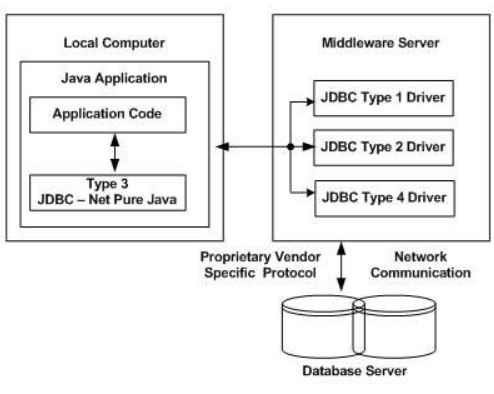 Local Computer
Java Application
Application Code
Type 3
JDBC – Net Pure Java
Middleware Server
JDBC Type 1 Driver
JDBC Type 2 Driver
JDBC Type 4 Driver
Proprietary Vendor
Specific Protocol
Network
Communication
Database Server